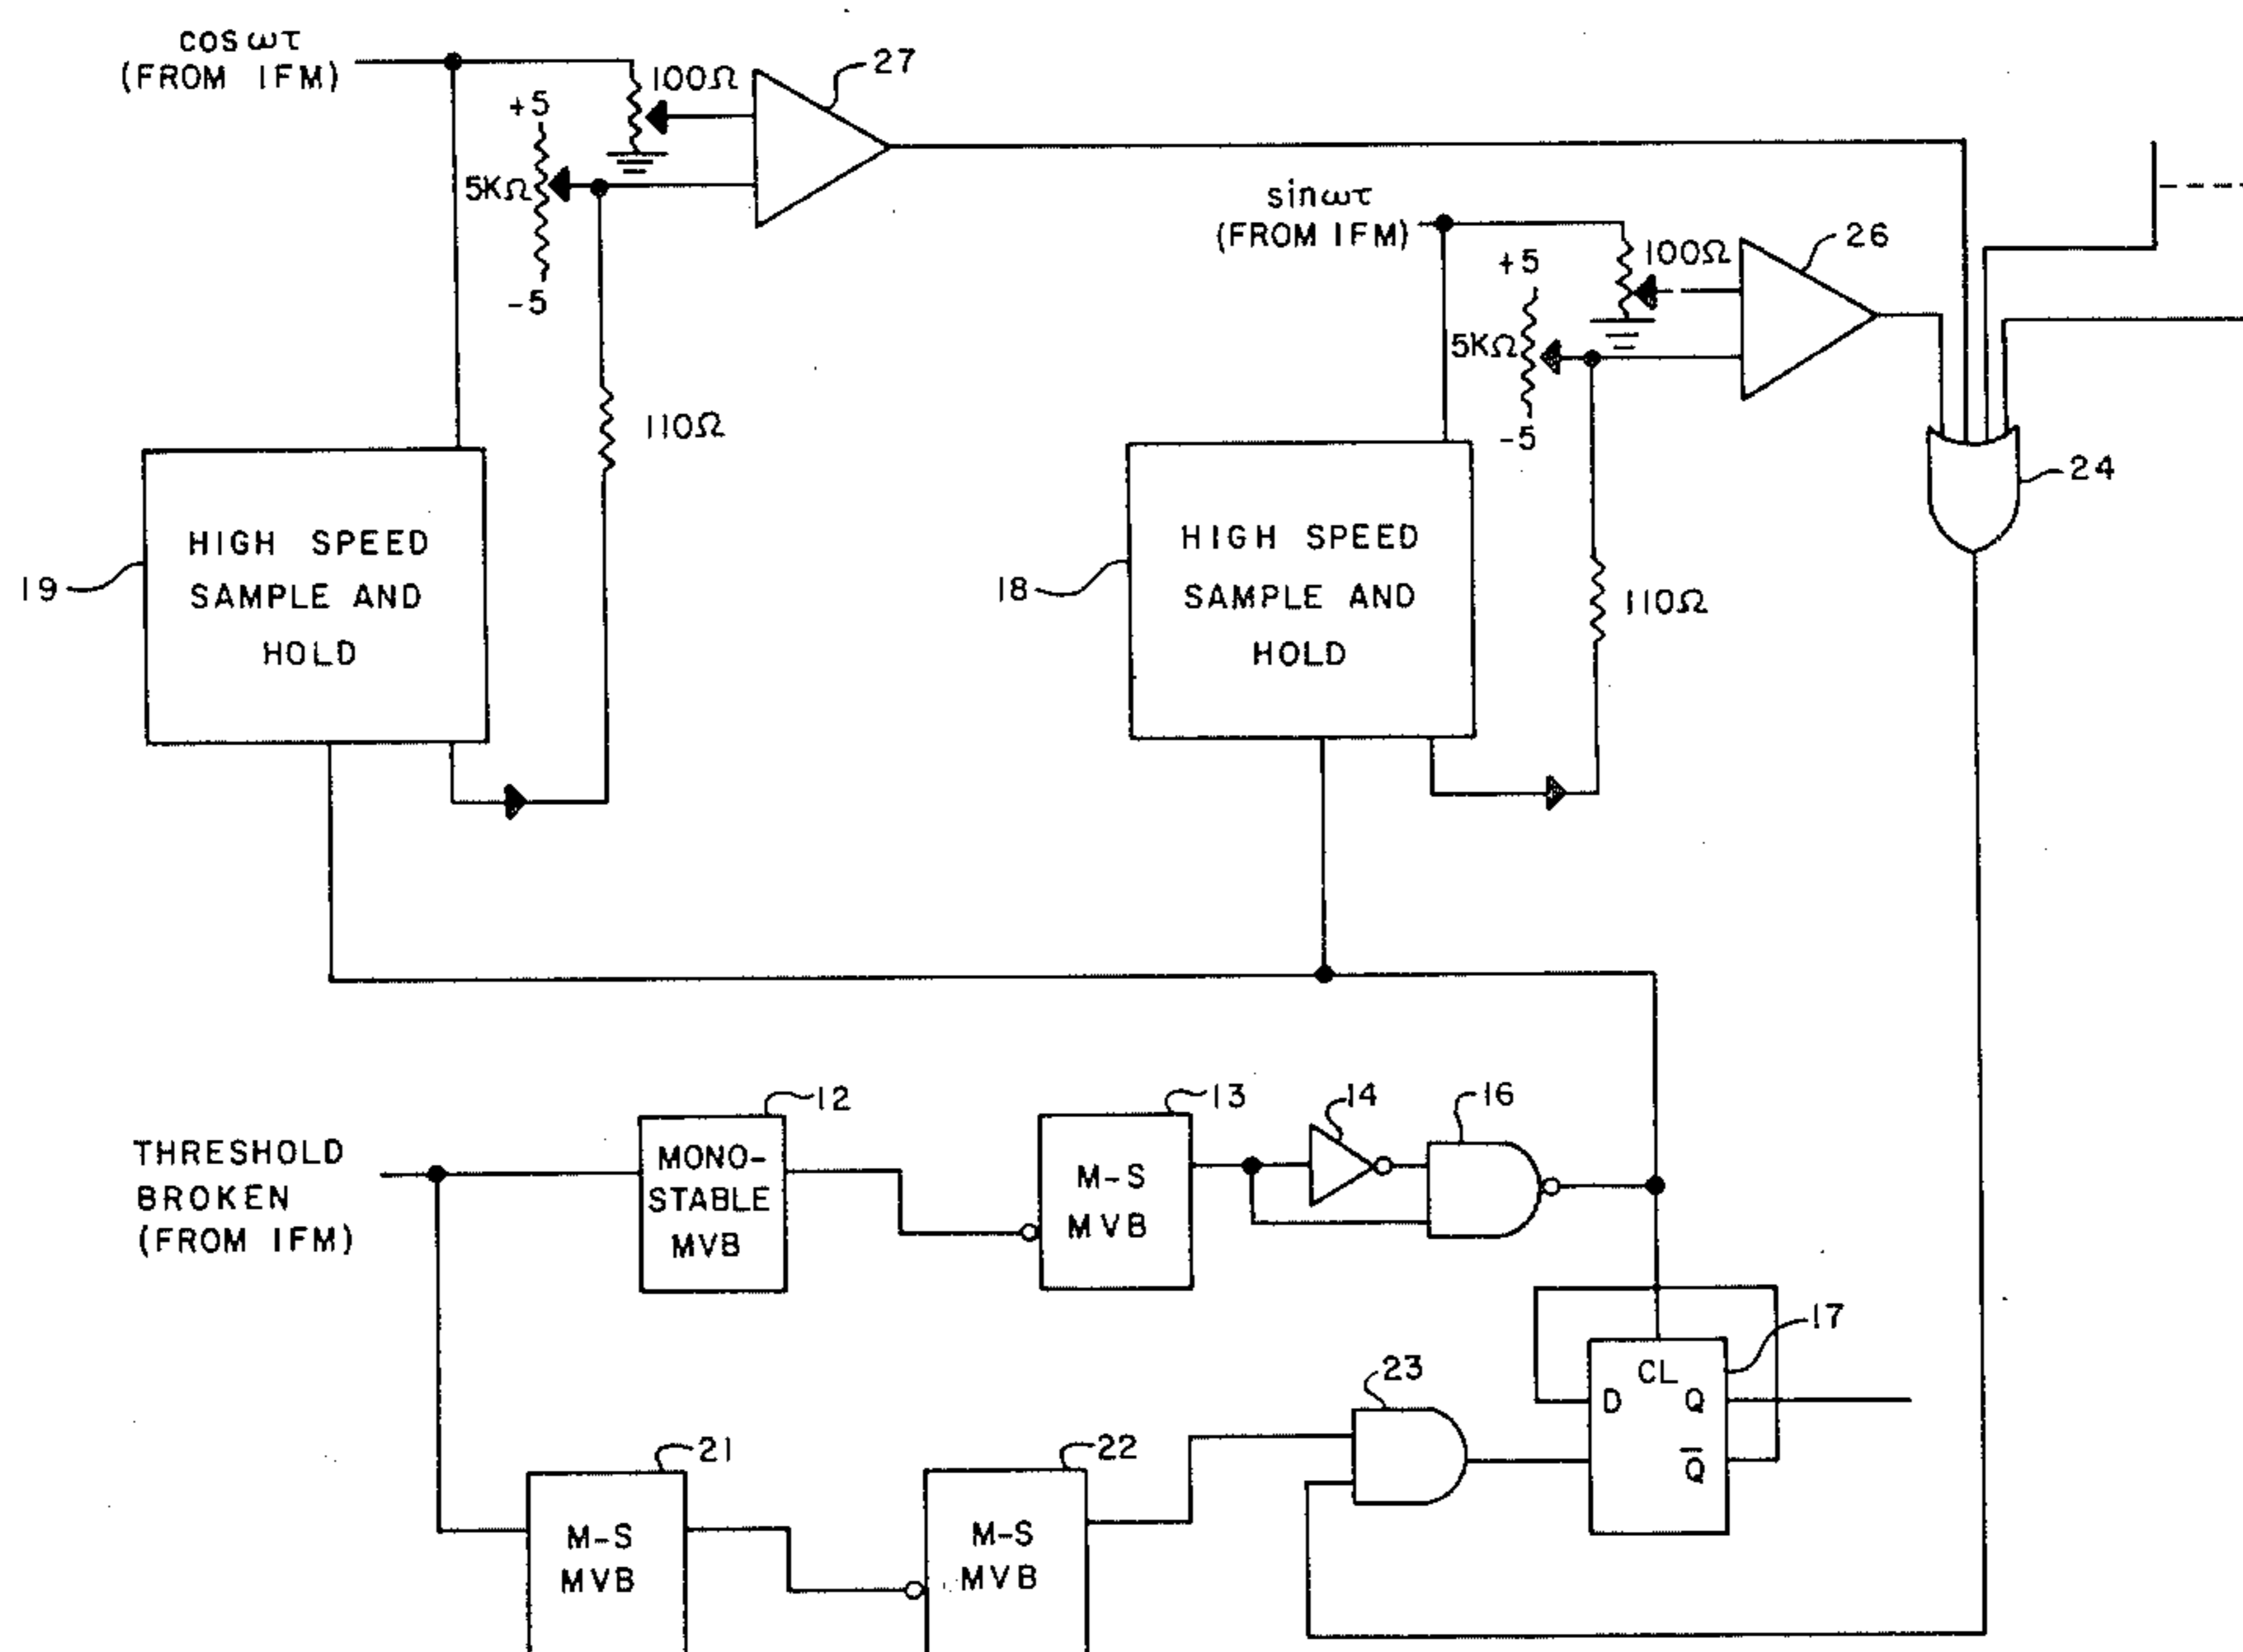 cos ωτ
(FROM IFM)
100Ω
27
+5
5KΩ
-5
110Ω
sin ωτ
(FROM IFM)
100Ω
26
+5
5KΩ
-5
110Ω
24
HIGH SPEED
SAMPLE AND
HOLD
19
HIGH SPEED
SAMPLE AND
HOLD
18
THRESHOLD
BROKEN
(FROM IFM)
12
MONO-
STABLE
MVB
13
M-S
MVB
14
16
17
CL
D
Q
Q̅
23
21
M-S
MVB
22
M-S
MVB